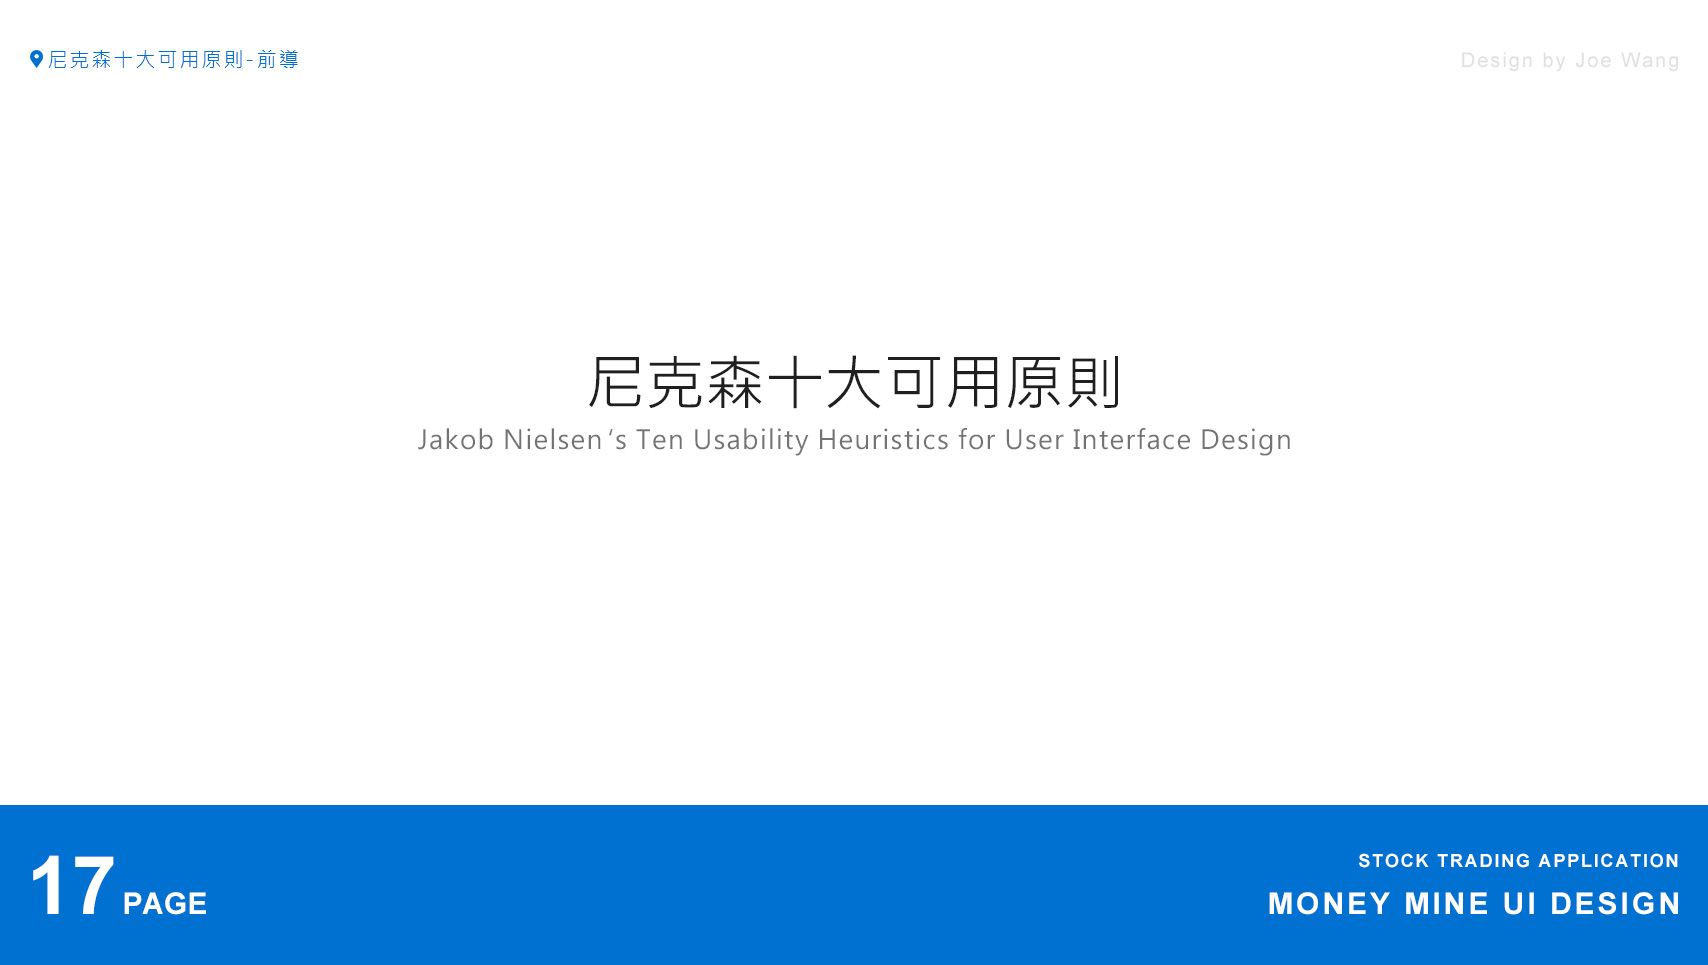 尼克森十大可用原則-前導
Design by Joe Wang
尼克森十大可用原則
Jakob Nielsen‘s Ten Usability Heuristics for User Interface Design
17 PAGE
STOCK TRADING APPLICATION
MONEY MINE UI DESIGN